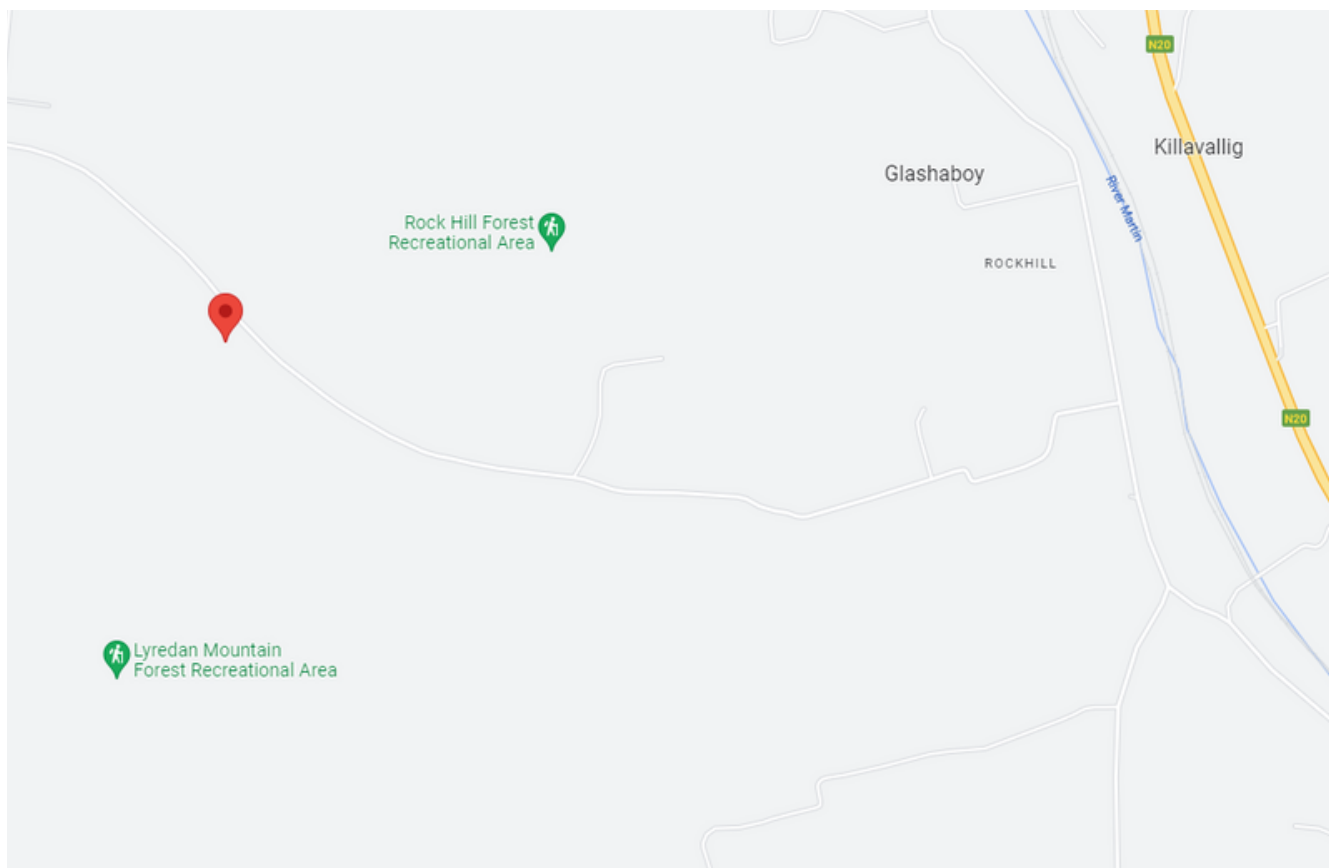 N20
Killavallig
Glashaboy
River Martin
Rock Hill Forest
Recreational Area
ROCKHILL
N20
Lyredan Mountain
Forest Recreational Area